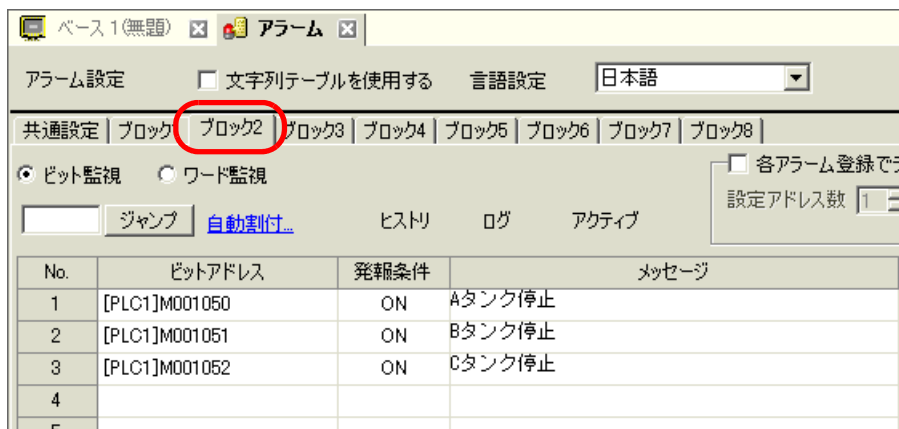 ベース 1(無題) アラーム
アラーム設定 文字列テーブルを使用する 言語設定 日本語
共通設定 ブロック ブロック2 ブロック3 ブロック4 ブロック5 ブロック6 ブロック7 ブロック8
ビット監視 ワード監視 各アラーム登録で
設定アドレス数 1
ジャンプ 自動割付... ヒストリ ログ アクティブ
No. ビットアドレス 発報条件 メッセージ
1 [PLC1]M001050 ON Aタンク停止
2 [PLC1]M001051 ON Bタンク停止
3 [PLC1]M001052 ON Cタンク停止
4